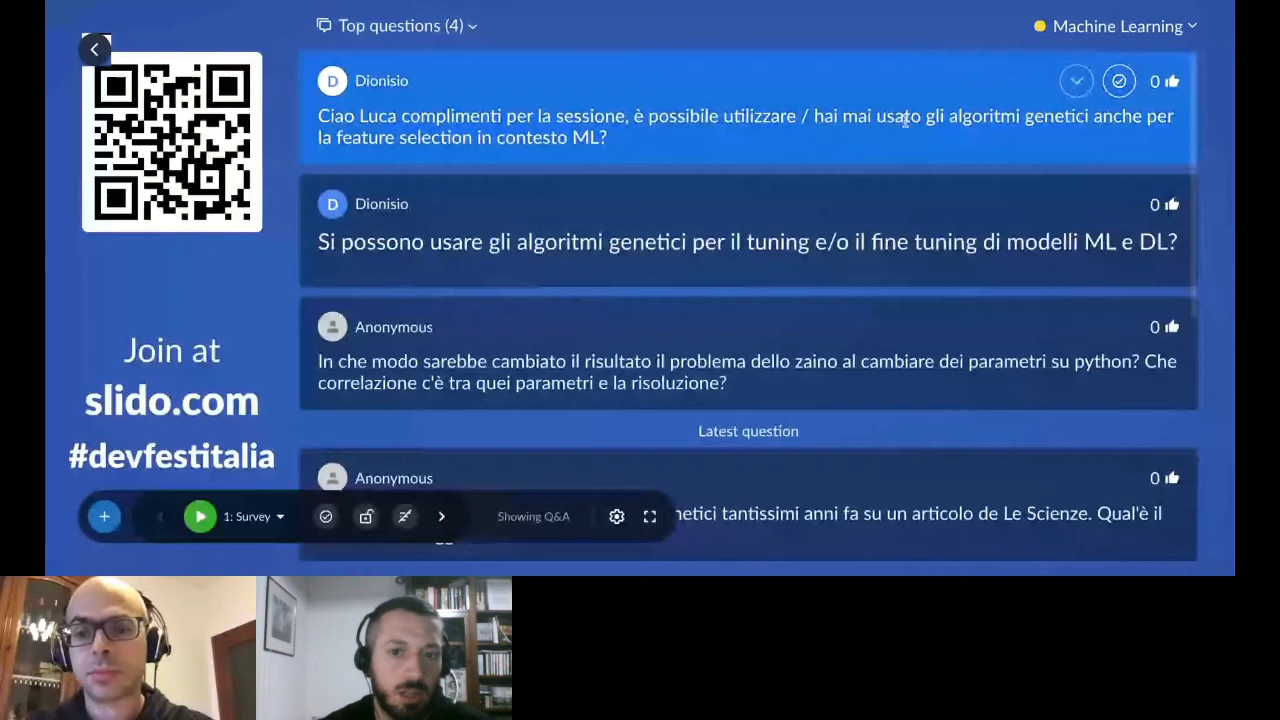 Top questions (4)
Machine Learning
D
Dionisio
0
Ciao Luca complimenti per la sessione, è possibile utilizzare / hai mai usato gli algoritmi genetici anche per
la feature selection in contesto ML?
D
Dionisio
0
Si possono usare gli algoritmi genetici per il tuning e/o il fine tuning di modelli ML e DL?
Anonymous
0
In che modo sarebbe cambiato il risultato il problema dello zaino al cambiare dei parametri su python? Che
correlazione c'è tra quei parametri e la risoluzione?
Latest question
Anonymous
0
tantissimi anni fa su un articolo de Le Scienze. Qual'è il
Join at
slido.com
#devfestitalia
1: Survey
Showing Q&A